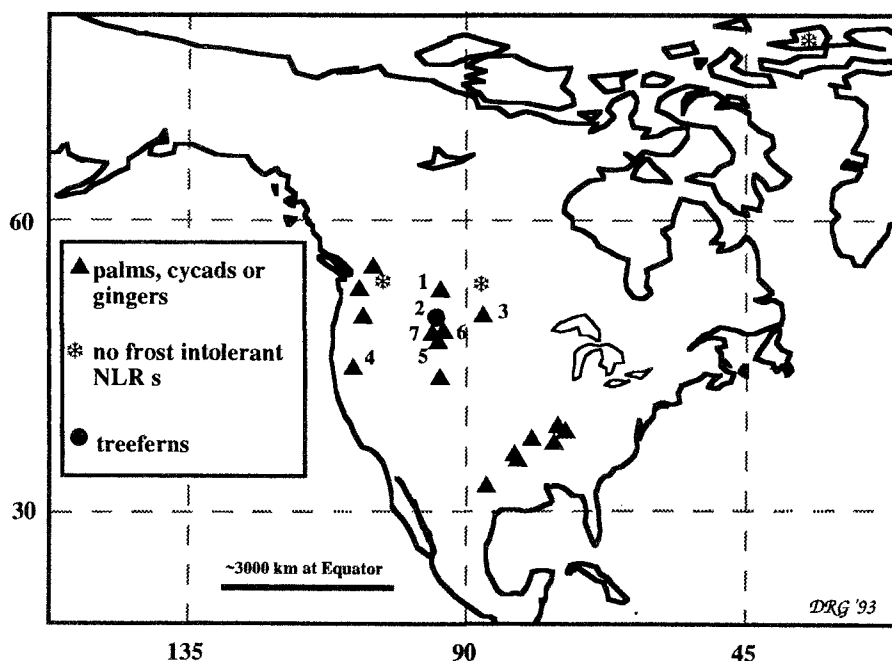 60
30
135
90
45
▲ palms, cycads or
gingers
✻ no frost intolerant
NLR s
● treeferns
1
2
3
7
6
5
4
~3000 km at Equator
DRG '93